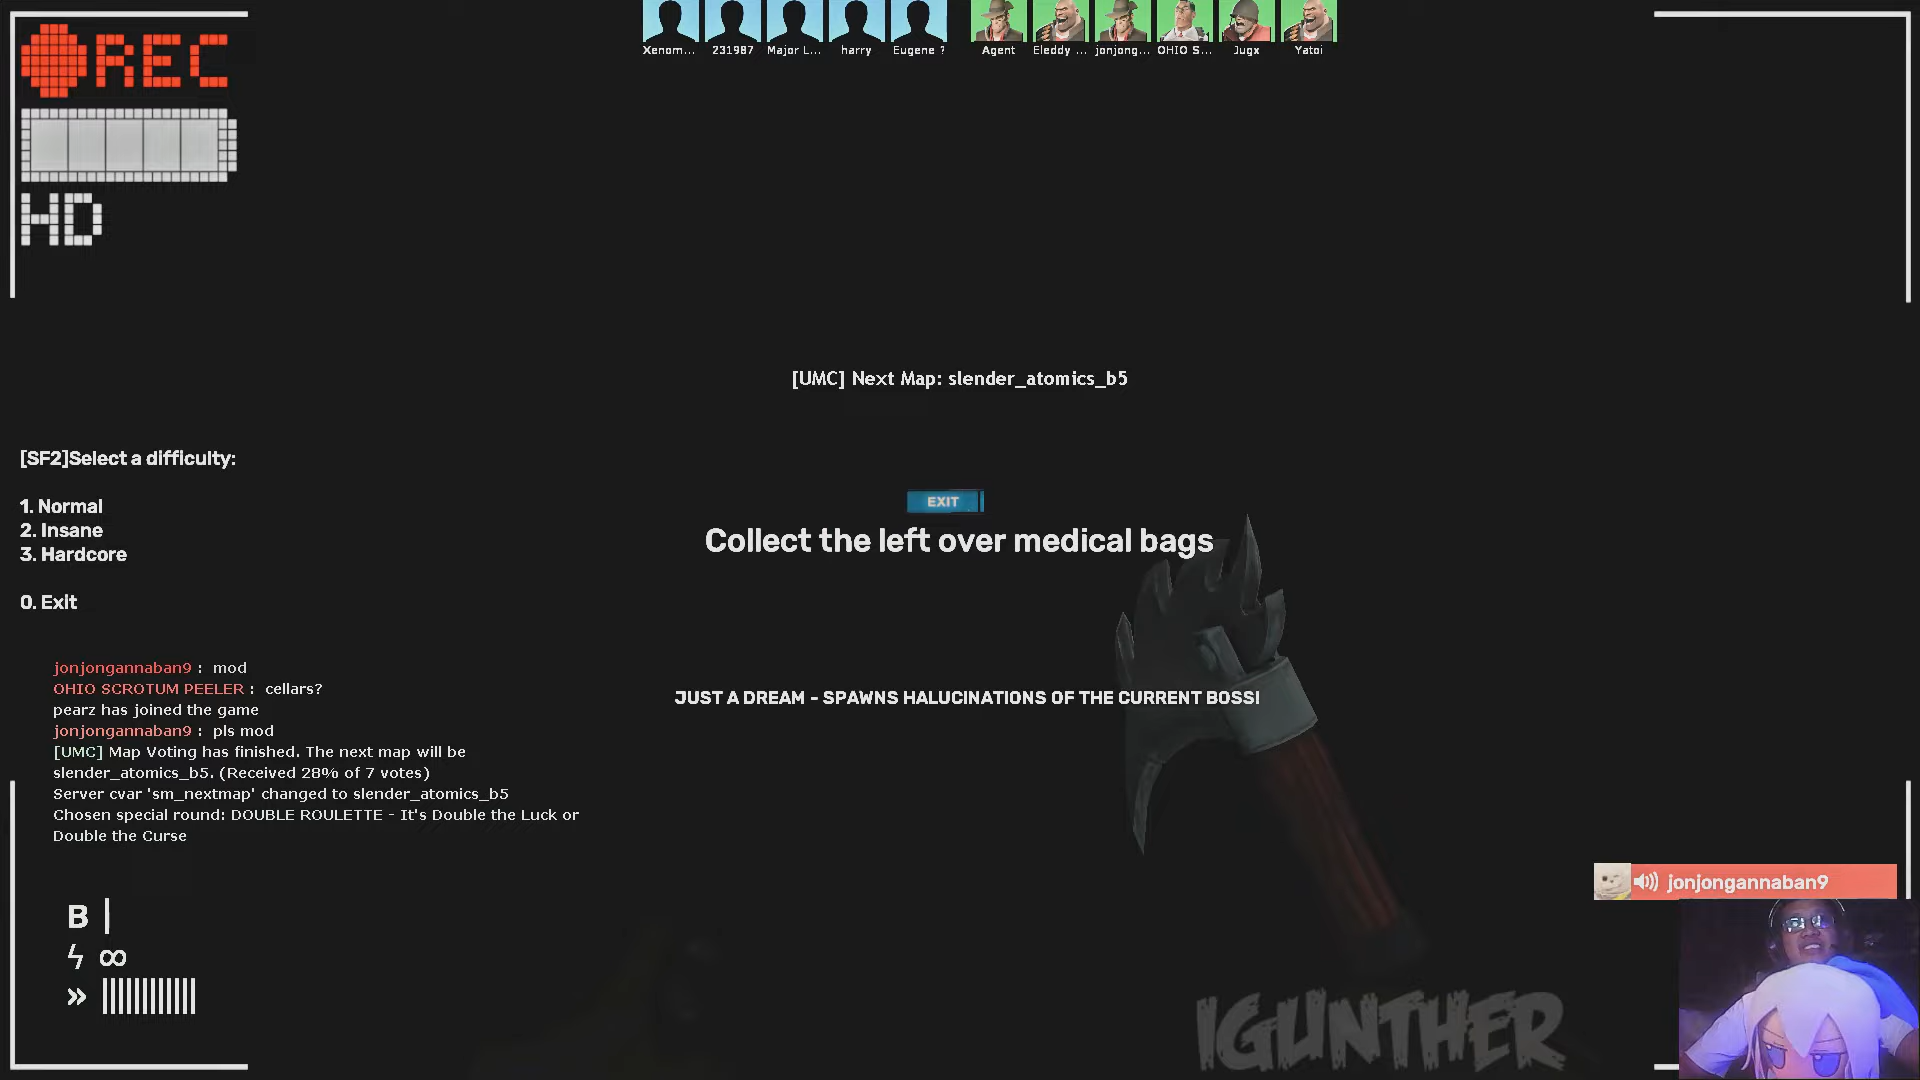 REC
HD
Xenom...
231987
Major L...
harry
Eugene ?
Agent
Eleddy ...
jonjong...
OHIO S...
Jugx
Yatoi
[UMC] Next Map: slender_atomics_b5
[SF2]Select a difficulty:
1. Normal
2. Insane
3. Hardcore
0. Exit
EXIT
Collect the left over medical bags
JUST A DREAM - SPAWNS HALUCINATIONS OF THE CURRENT BOSS!
jonjongannaban9 :  mod
OHIO SCROTUM PEELER :  cellars?
pearz has joined the game
jonjongannaban9 :  pls mod
[UMC] Map Voting has finished. The next map will be
slender_atomics_b5. (Received 28% of 7 votes)
Server cvar 'sm_nextmap' changed to slender_atomics_b5
Chosen special round: DOUBLE ROULETTE - It's Double the Luck or
Double the Curse
B |
∞
» ||||||||||||
jonjongannaban9
IGUNTHER